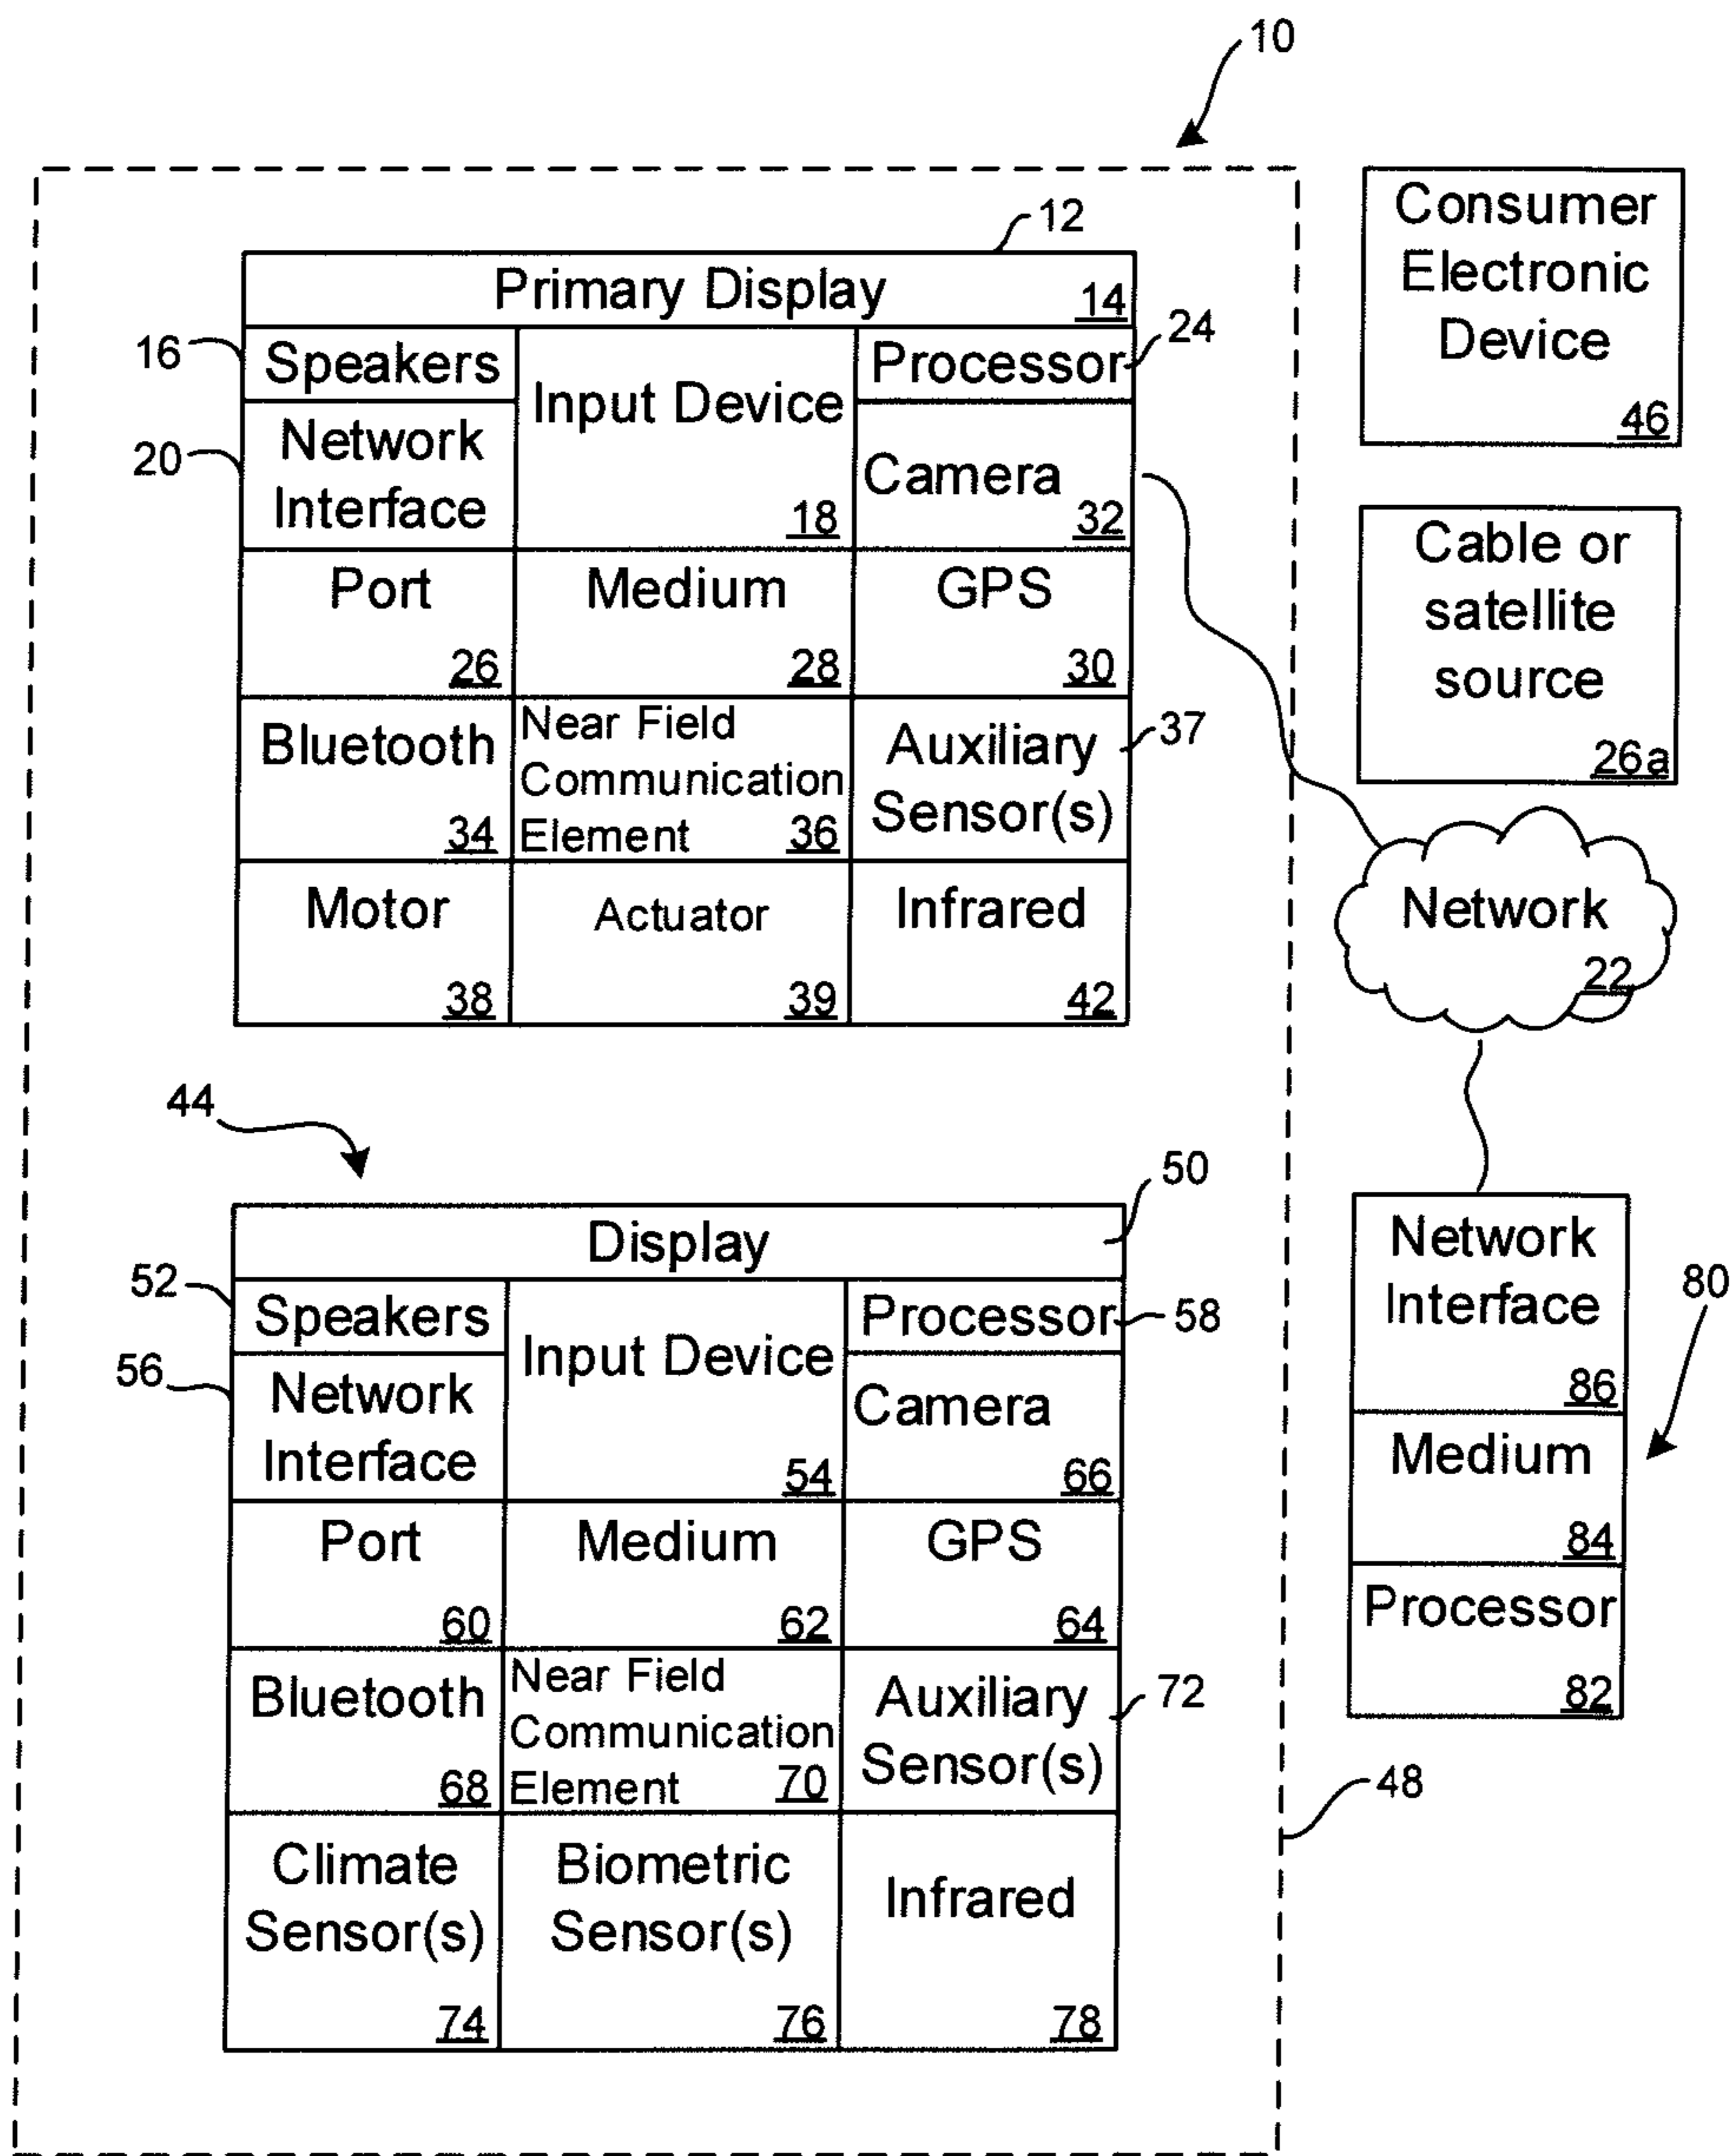 10
12
Primary Display
14
16
Speakers
Input Device
18
Processor
24
20
Network
Interface
Camera
32
Port
26
Medium
28
GPS
30
Bluetooth
34
Near Field
Communication
Element
36
Auxiliary
Sensor(s)
37
Motor
38
Actuator
39
Infrared
42
Consumer
Electronic
Device
46
Cable or
satellite
source
26a
Network
22
44
50
Display
52
Speakers
Input Device
54
Processor
58
56
Network
Interface
Camera
66
Port
60
Medium
62
GPS
64
Bluetooth
68
Near Field
Communication
Element
70
Auxiliary
Sensor(s)
72
Climate
Sensor(s)
74
Biometric
Sensor(s)
76
Infrared
78
48
80
Network
Interface
86
Medium
84
Processor
82